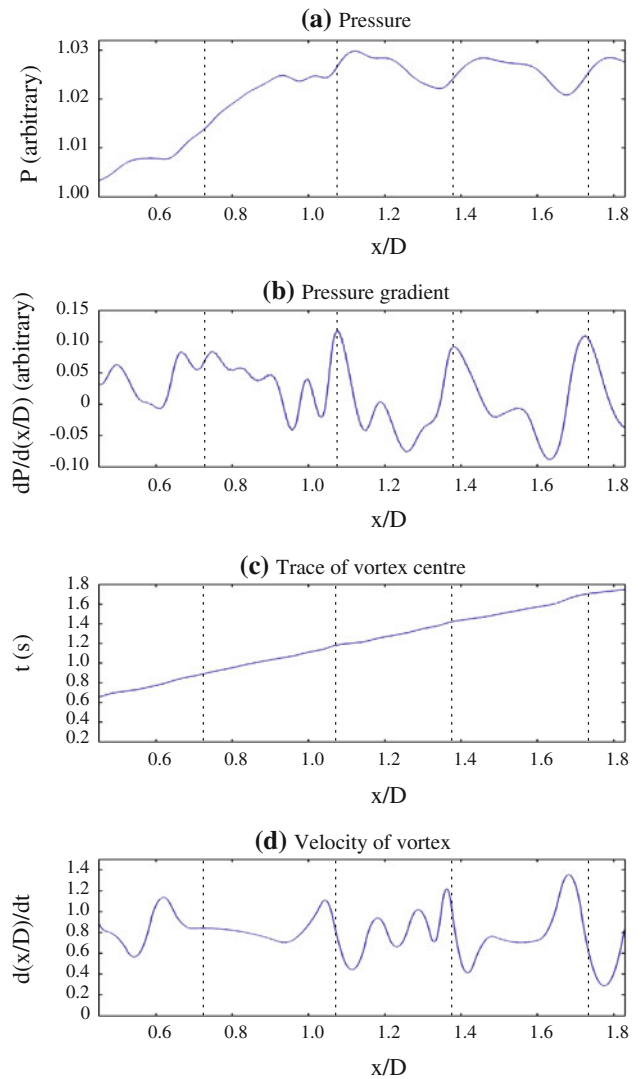 (a) Pressure
P (arbitrary)
1.03
1.02
1.01
1.00
0.6 0.8 1.0 1.2 1.4 1.6 1.8
x/D
(b) Pressure gradient
dP/d(x/D) (arbitrary)
0.15
0.10
0.05
0
-0.05
-0.10
0.6 0.8 1.0 1.2 1.4 1.6 1.8
x/D
(c) Trace of vortex centre
t (s)
1.8
1.6
1.4
1.2
1.0
0.8
0.6
0.4
0.2
0.6 0.8 1.0 1.2 1.4 1.6 1.8
x/D
(d) Velocity of vortex
d(x/D)/dt
1.4
1.2
1.0
0.8
0.6
0.4
0.2
0
0.6 0.8 1.0 1.2 1.4 1.6 1.8
x/D